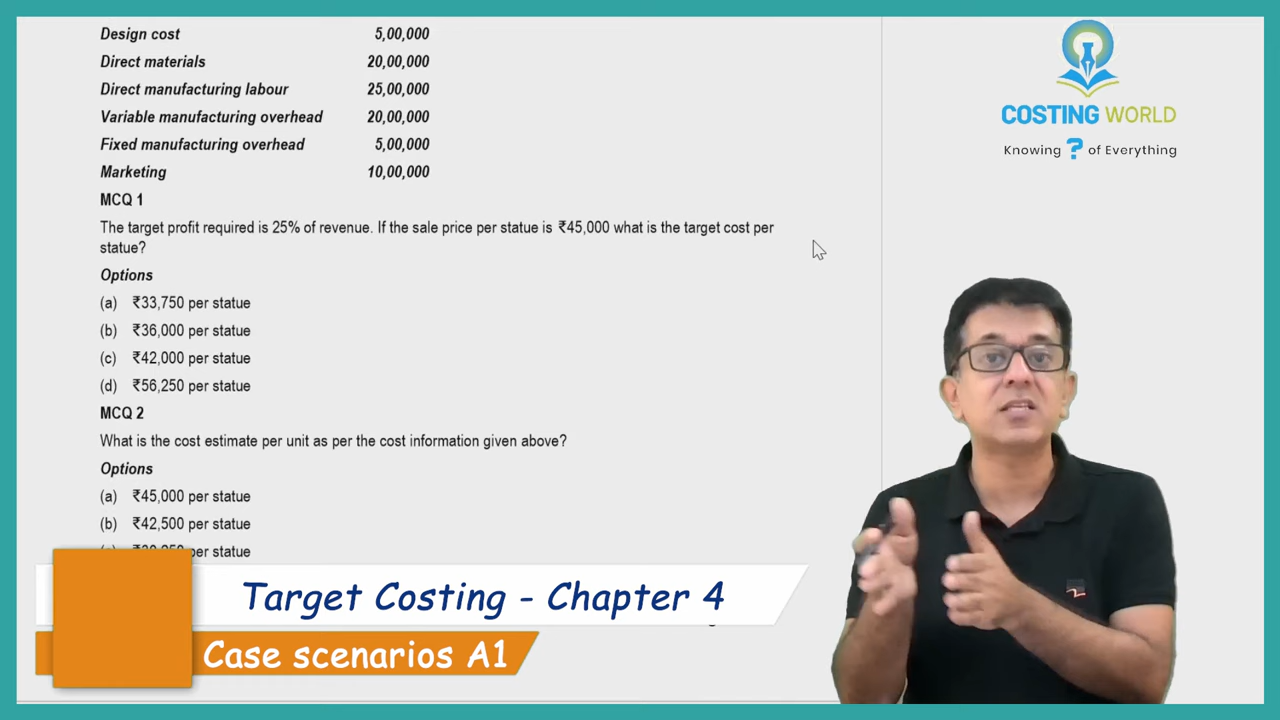 Design cost 5,00,000
Direct materials 20,00,000
Direct manufacturing labour 25,00,000
Variable manufacturing overhead 20,00,000
Fixed manufacturing overhead 5,00,000
Marketing 10,00,000
MCQ 1
The target profit required is 25% of revenue. If the sale price per statue is ₹45,000 what is the target cost per
statue?
Options
(a) ₹33,750 per statue
(b) ₹36,000 per statue
(c) ₹42,000 per statue
(d) ₹56,250 per statue
MCQ 2
What is the cost estimate per unit as per the cost information given above?
Options
(a) ₹45,000 per statue
(b) ₹42,500 per statue
per statue
Target Costing - Chapter 4
Case scenarios A1
COSTING WORLD
Knowing ? of Everything